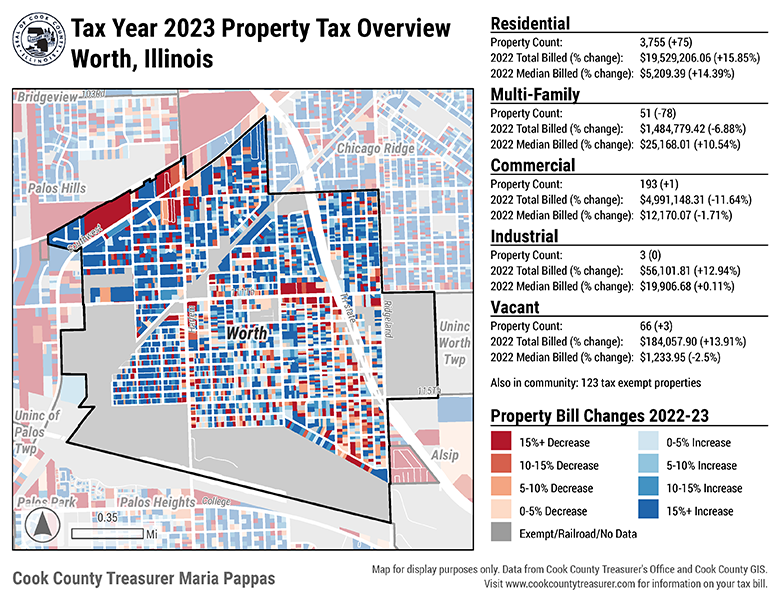 Tax Year 2023 Property Tax Overview
Worth, Illinois
Residential
Property Count: 3,755 (+75)
2022 Total Billed (% change): $19,529,206.06 (+15.85%)
2022 Median Billed (% change): $5,209.39 (+14.39%)
Multi-Family
Property Count: 51 (-78)
2022 Total Billed (% change): $1,484,779.42 (-6.88%)
2022 Median Billed (% change): $25,168.01 (+10.54%)
Commercial
Property Count: 193 (+1)
2022 Total Billed (% change): $4,991,148.31 (-11.64%)
2022 Median Billed (% change): $12,170.07 (-1.71%)
Industrial
Property Count: 3 (0)
2022 Total Billed (% change): $56,101.81 (+12.94%)
2022 Median Billed (% change): $19,906.68 (+0.11%)
Vacant
Property Count: 66 (+3)
2022 Total Billed (% change): $184,057.90 (+13.91%)
2022 Median Billed (% change): $1,233.95 (-2.5%)
Also in community: 123 tax exempt properties
Property Bill Changes 2022-23
15%+ Decrease
10-15% Decrease
5-10% Decrease
0-5% Decrease
Exempt/Railroad/No Data
0-5% Increase
5-10% Increase
10-15% Increase
15%+ Increase
Bridgeview
103rd
Chicago Ridge
Palos Hills
Worth
Ridgeland
Uninc
Worth
Twp
115th
Uninc of
Palos
Twp
Alsip
Palos Park
Palos Heights
College
0.35
Mi
Cook County Treasurer Maria Pappas
Map for display purposes only. Data from Cook County Treasurer's Office and Cook County GIS.
Visit www.cookcountytreasurer.com for information on your tax bill.